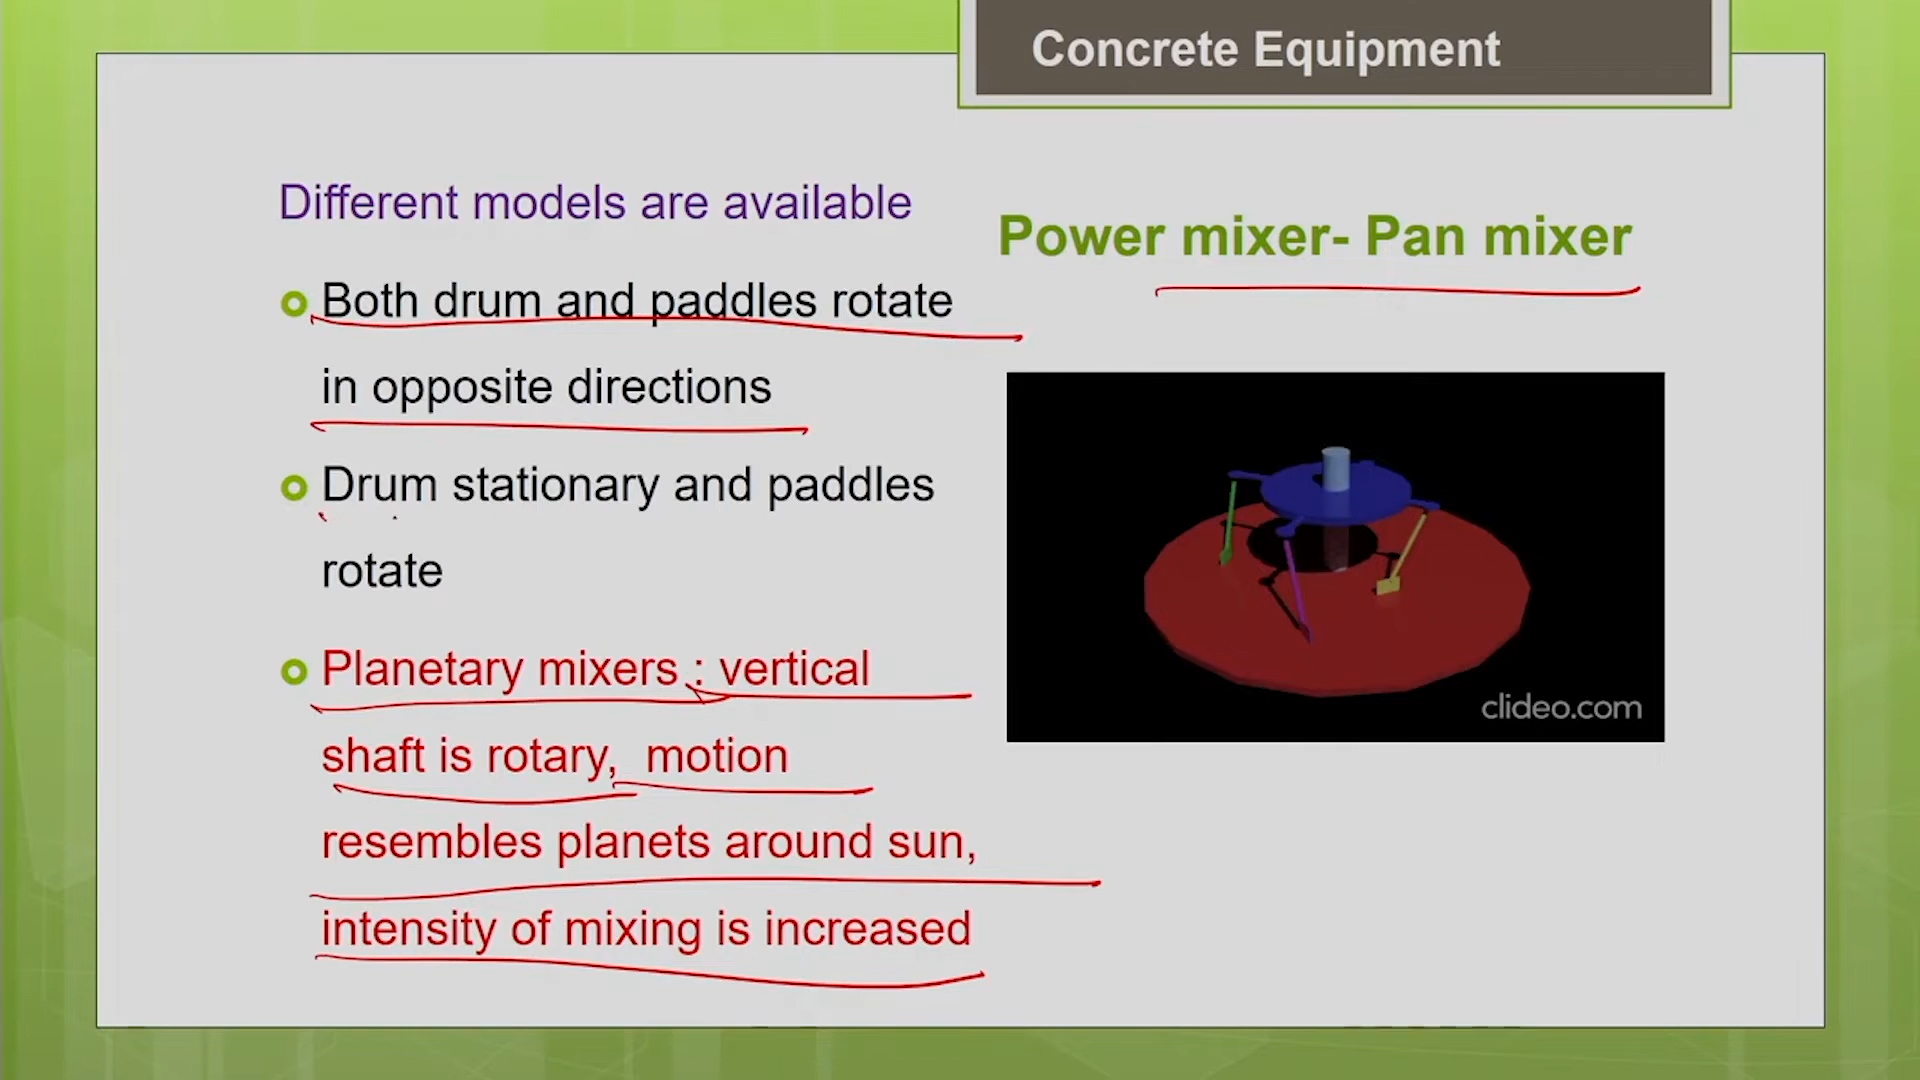 Concrete Equipment
Different models are available
Power mixer- Pan mixer
Both drum and paddles rotate
in opposite directions
Drum stationary and paddles
rotate
Planetary mixers : vertical
shaft is rotary, motion
resembles planets around sun,
intensity of mixing is increased
clideo.com